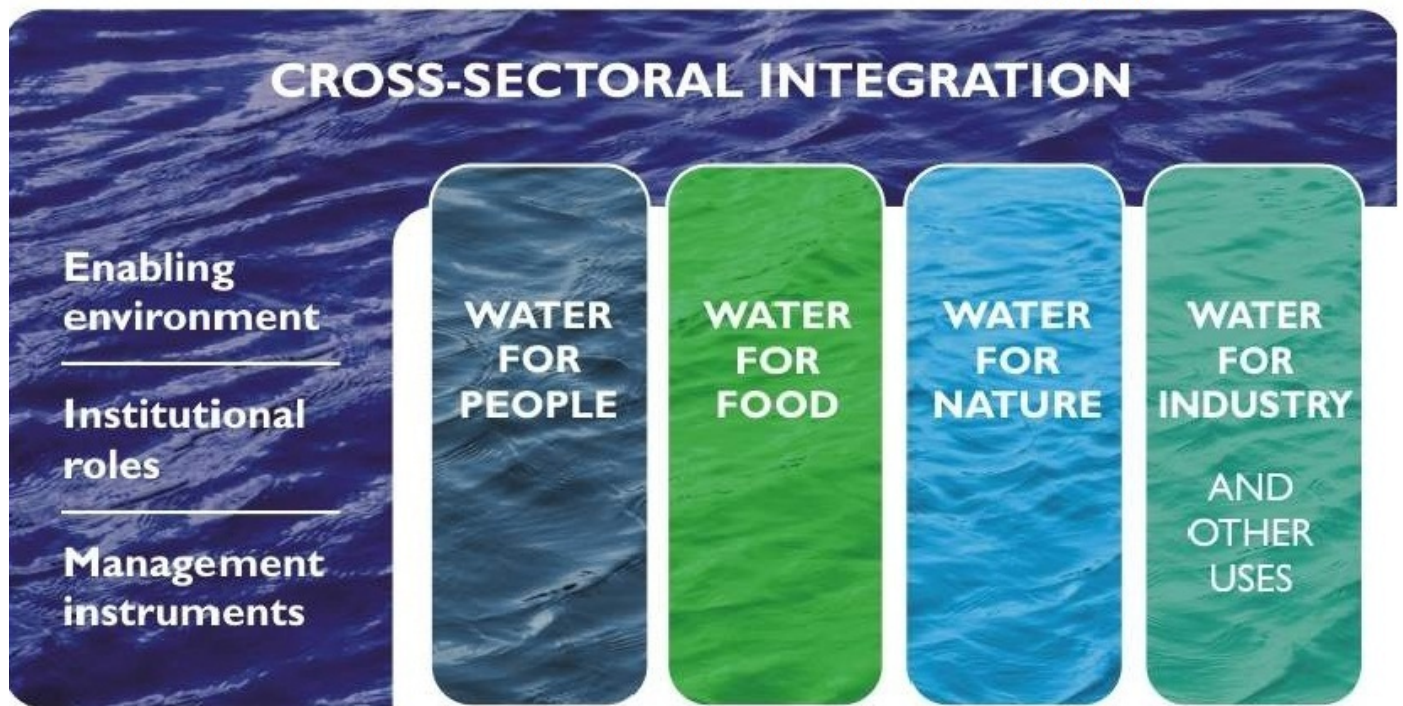 CROSS-SECTORAL INTEGRATION
Enabling
environment
Institutional
roles
Management
instruments
WATER
FOR
PEOPLE
WATER
FOR
FOOD
WATER
FOR
NATURE
WATER
FOR
INDUSTRY
AND
OTHER
USES